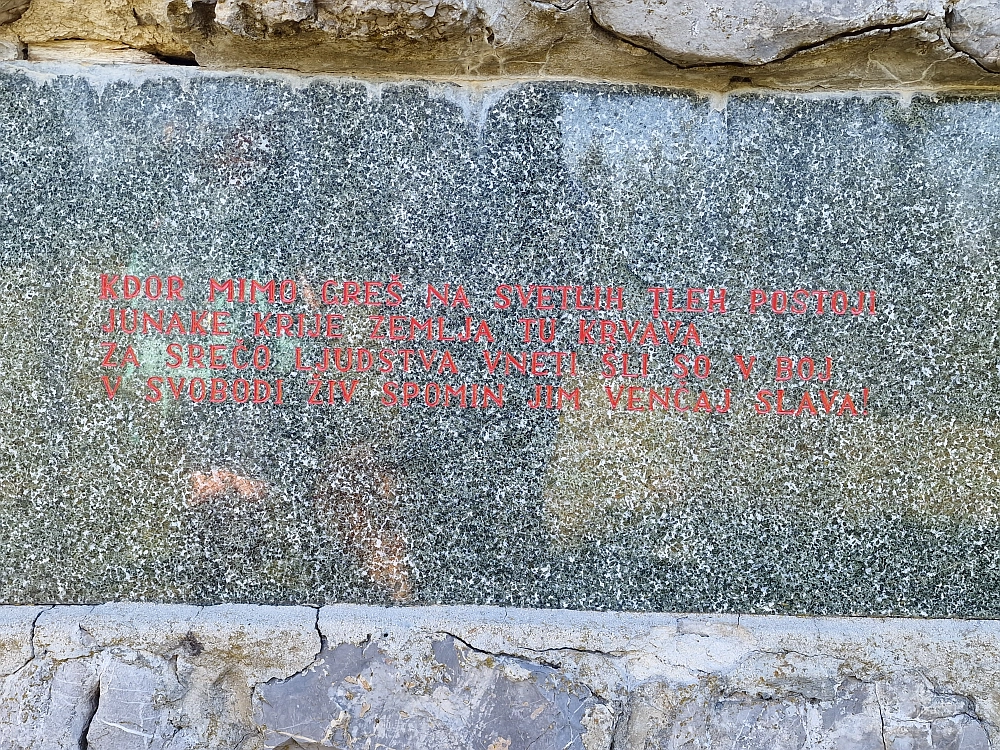 KDOR MIMO GREŠ NA SVETLIH TLEH POSTOJI
JUNAKE KRIJE ZEMLJA TU KRVAVA
ZA SREČO LJUDSTVA VNETI ŠLI SO V BOJ
V SVOBODI ŽIV SPOMIN JIM VENČAJ SLAVA!